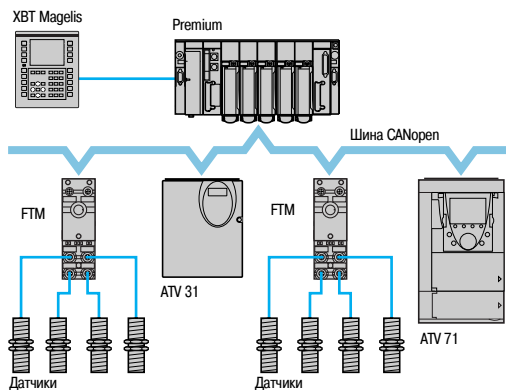 XBT Magelis
Premium
Шина CANopen
FTM
FTM
ATV 31
ATV 71
Датчики
Датчики